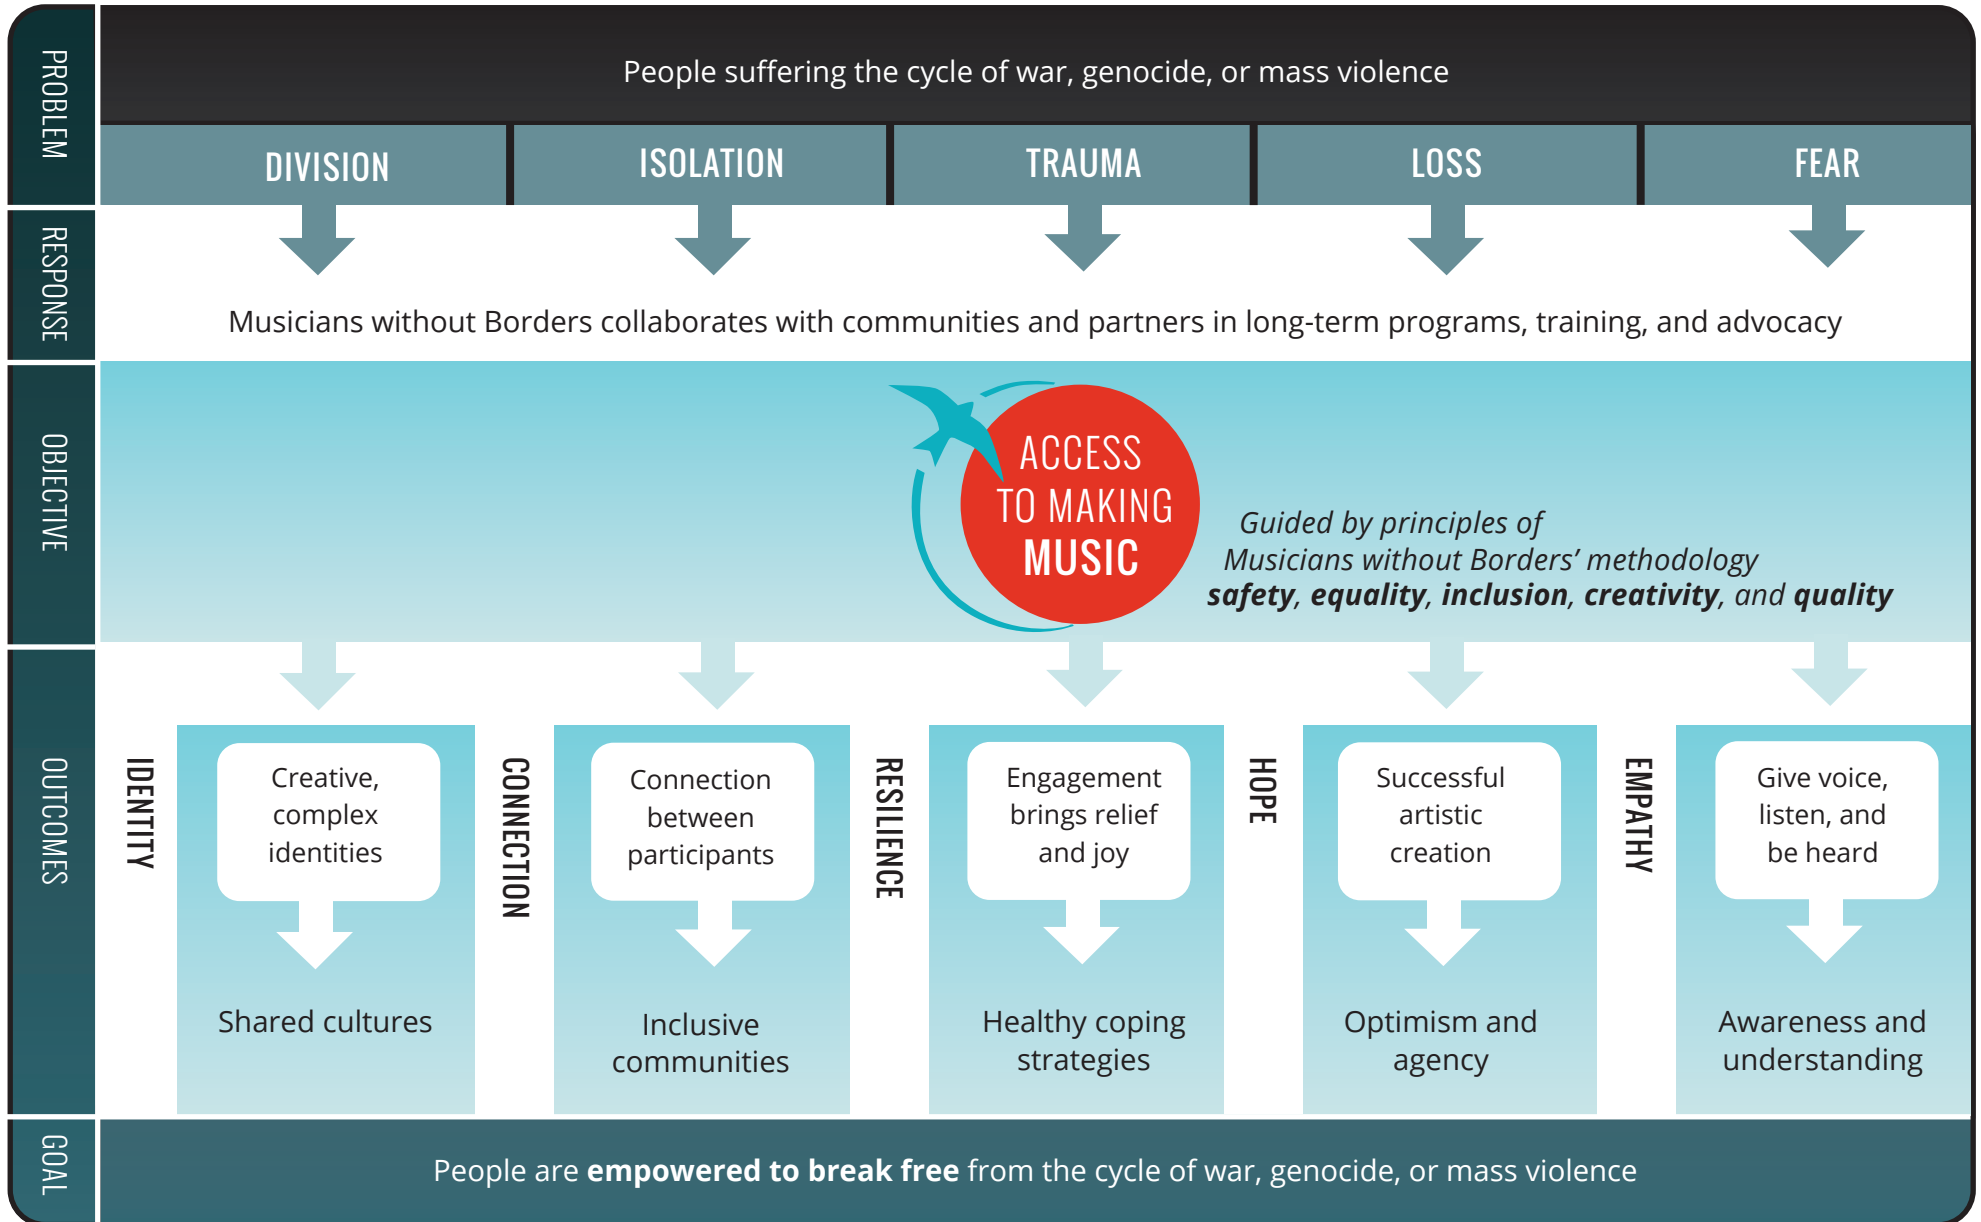 PROBLEM
People suffering the cycle of war, genocide, or mass violence
DIVISION
ISOLATION
TRAUMA
LOSS
FEAR
RESPONSE
Musicians without Borders collaborates with communities and partners in long-term programs, training, and advocacy
OBJECTIVE
ACCESS
TO MAKING
MUSIC
Guided by principles of
Musicians without Borders’ methodology
safety, equality, inclusion, creativity, and quality
OUTCOMES
IDENTITY
Creative,
complex
identities
Shared cultures
CONNECTION
Connection
between
participants
Inclusive
communities
RESILIENCE
Engagement
brings relief
and joy
Healthy coping
strategies
HOPE
Successful
artistic
creation
Optimism and
agency
EMPATHY
Give voice,
listen, and
be heard
Awareness and
understanding
GOAL
People are empowered to break free from the cycle of war, genocide, or mass violence